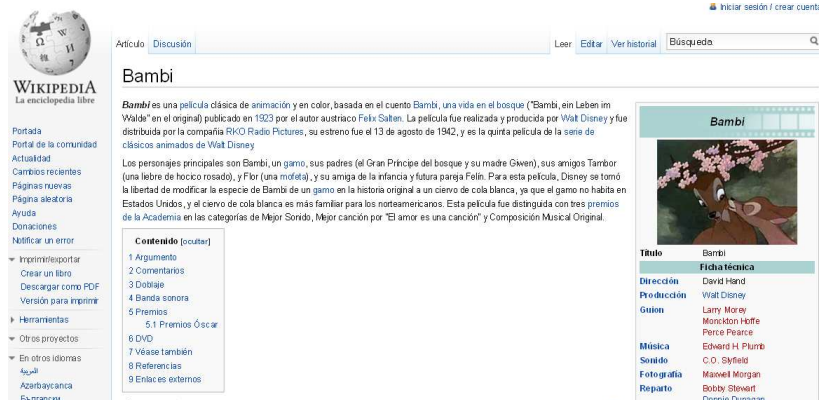 Iniciar sesión / crear cuenta
WIKIPEDIA
La enciclopedia libre
Artículo Discusión
Leer Editar Ver historial
Búsqueda
Portada
Portal de la comunidad
Actualidad
Cambios recientes
Páginas nuevas
Página aleatoria
Ayuda
Donaciones
Notificar un error
Imprimir/exportar
Crear un libro
Descargar como PDF
Versión para imprimir
Herramientas
Otros proyectos
En otros idiomas
العربية
Azərbaycanca
Български
Bambi
Bambi es una película clásica de animación y en color, basada en el cuento Bambi, una vida en el bosque ("Bambi, ein Leben im
Walde" en el original) publicado en 1923 por el autor austriaco Felix Salten. La película fue realizada y producida por Walt Disney y fue
distribuida por la compañía RKO Radio Pictures, su estreno fue el 13 de agosto de 1942, y es la quinta película de la serie de
clásicos animados de Walt Disney
Los personajes principales son Bambi, un gamo, sus padres (el Gran Príncipe del bosque y su madre Giwen), sus amigos Tambor
(una liebre de hocico rosado), y Flor (una mofeta), y su amiga de la infancia y futura pareja Felín. Para esta película, Disney se tomó
la libertad de modificar la especie de Bambi de un gamo en la historia original a un ciervo de cola blanca, ya que el gamo no habita en
Estados Unidos, y el ciervo de cola blanca es más familiar para los norteamericanos. Esta película fue distinguida con tres premios
de la Academia en las categorías de Mejor Sonido, Mejor canción por "El amor es una canción" y Composición Musical Original.
Contenido [ocultar]
1 Argumento
2 Comentarios
3 Doblaje
4 Banda sonora
5 Premios
5.1 Premios Óscar
6 DVD
7 Véase también
8 Referencias
9 Enlaces externos
Bambi
Título Bambi
Ficha técnica
Dirección David Hand
Producción Walt Disney
Guion Larry Morey
Monckton Hoffe
Perce Pearce
Música Edward H. Plumb
Sonido C.O. Slyfield
Fotografía Maxwell Morgan
Reparto Bobby Stewart
Donnie Dunagan